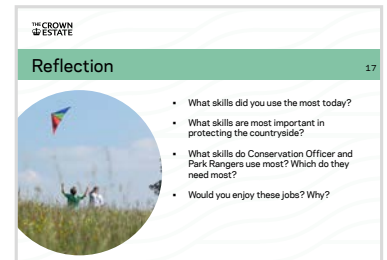 THE CROWN
ESTATE
Reflection
17
▪ What skills did you use the most today?
▪ What skills are most important in
protecting the countryside?
▪ What skills do Conservation Officer and
Park Rangers use most? Which do they
need most?
▪ Would you enjoy these jobs? Why?